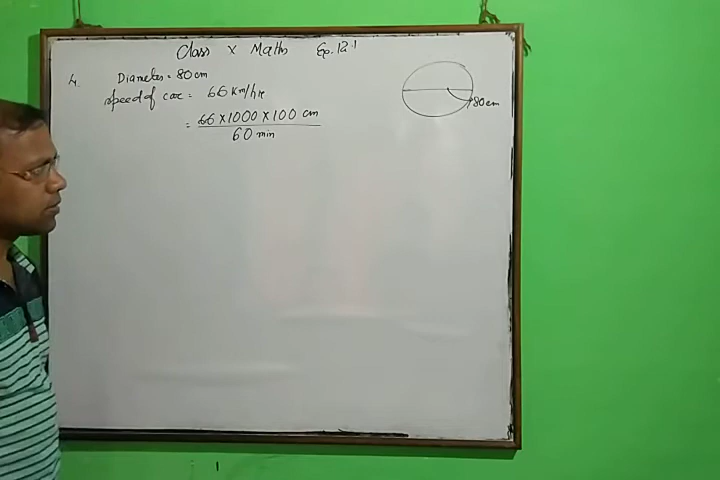 Class X Maths Ex. 12.1
4. Diameter = 80 cm
Speed of car = 66 km/hr
= 66 x 1000 x 100 cm
60 min
80 cm